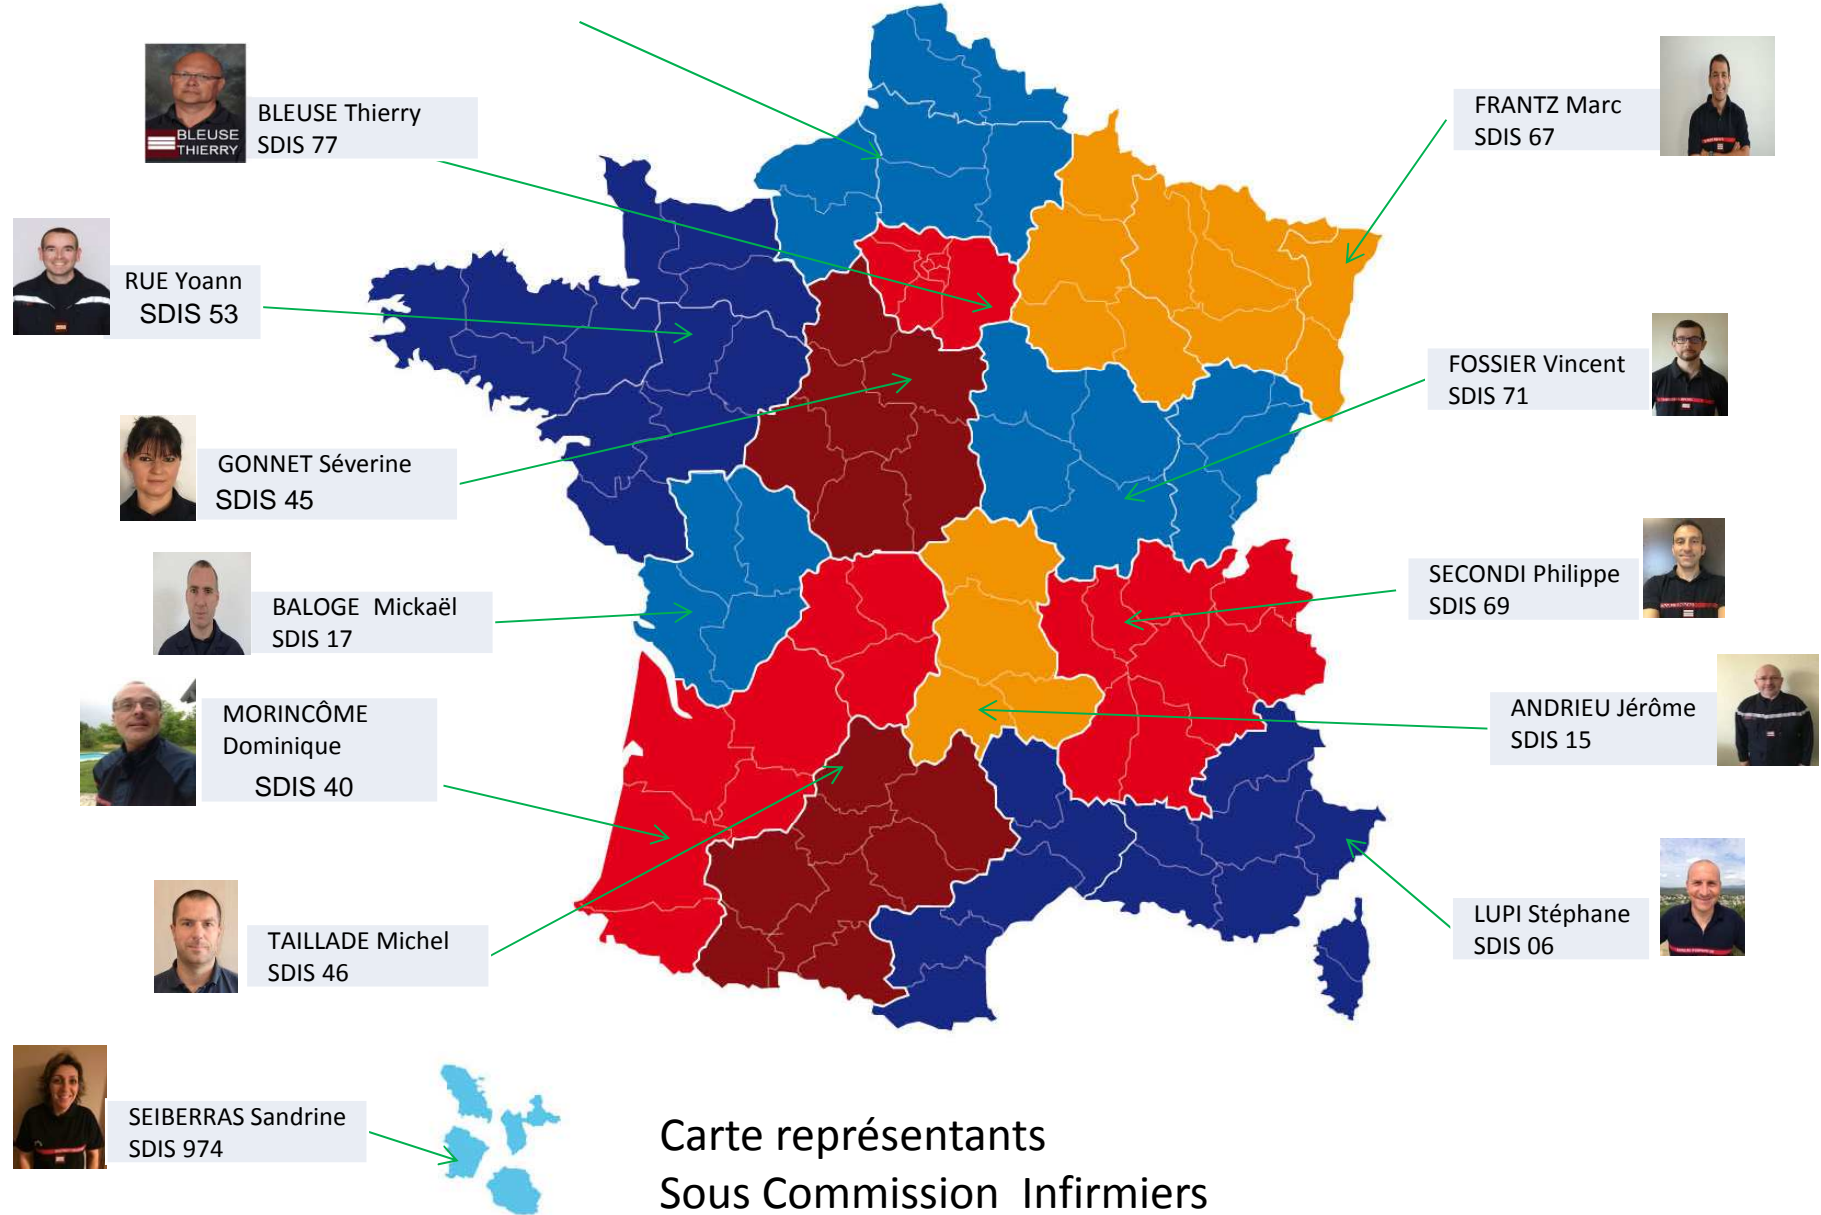 BLEUSE
THIERRY
BLEUSE Thierry
SDIS 77
FRANTZ Marc
SDIS 67
RUE Yoann
SDIS 53
FOSSIER Vincent
SDIS 71
GONNET Séverine
SDIS 45
SECONDI Philippe
SDIS 69
BALOGE Mickaël
SDIS 17
MORINCÔME
Dominique
SDIS 40
ANDRIEU Jérôme
SDIS 15
TAILLADE Michel
SDIS 46
LUPI Stéphane
SDIS 06
SEIBERRAS Sandrine
SDIS 974
Carte représentants
Sous Commission Infirmiers